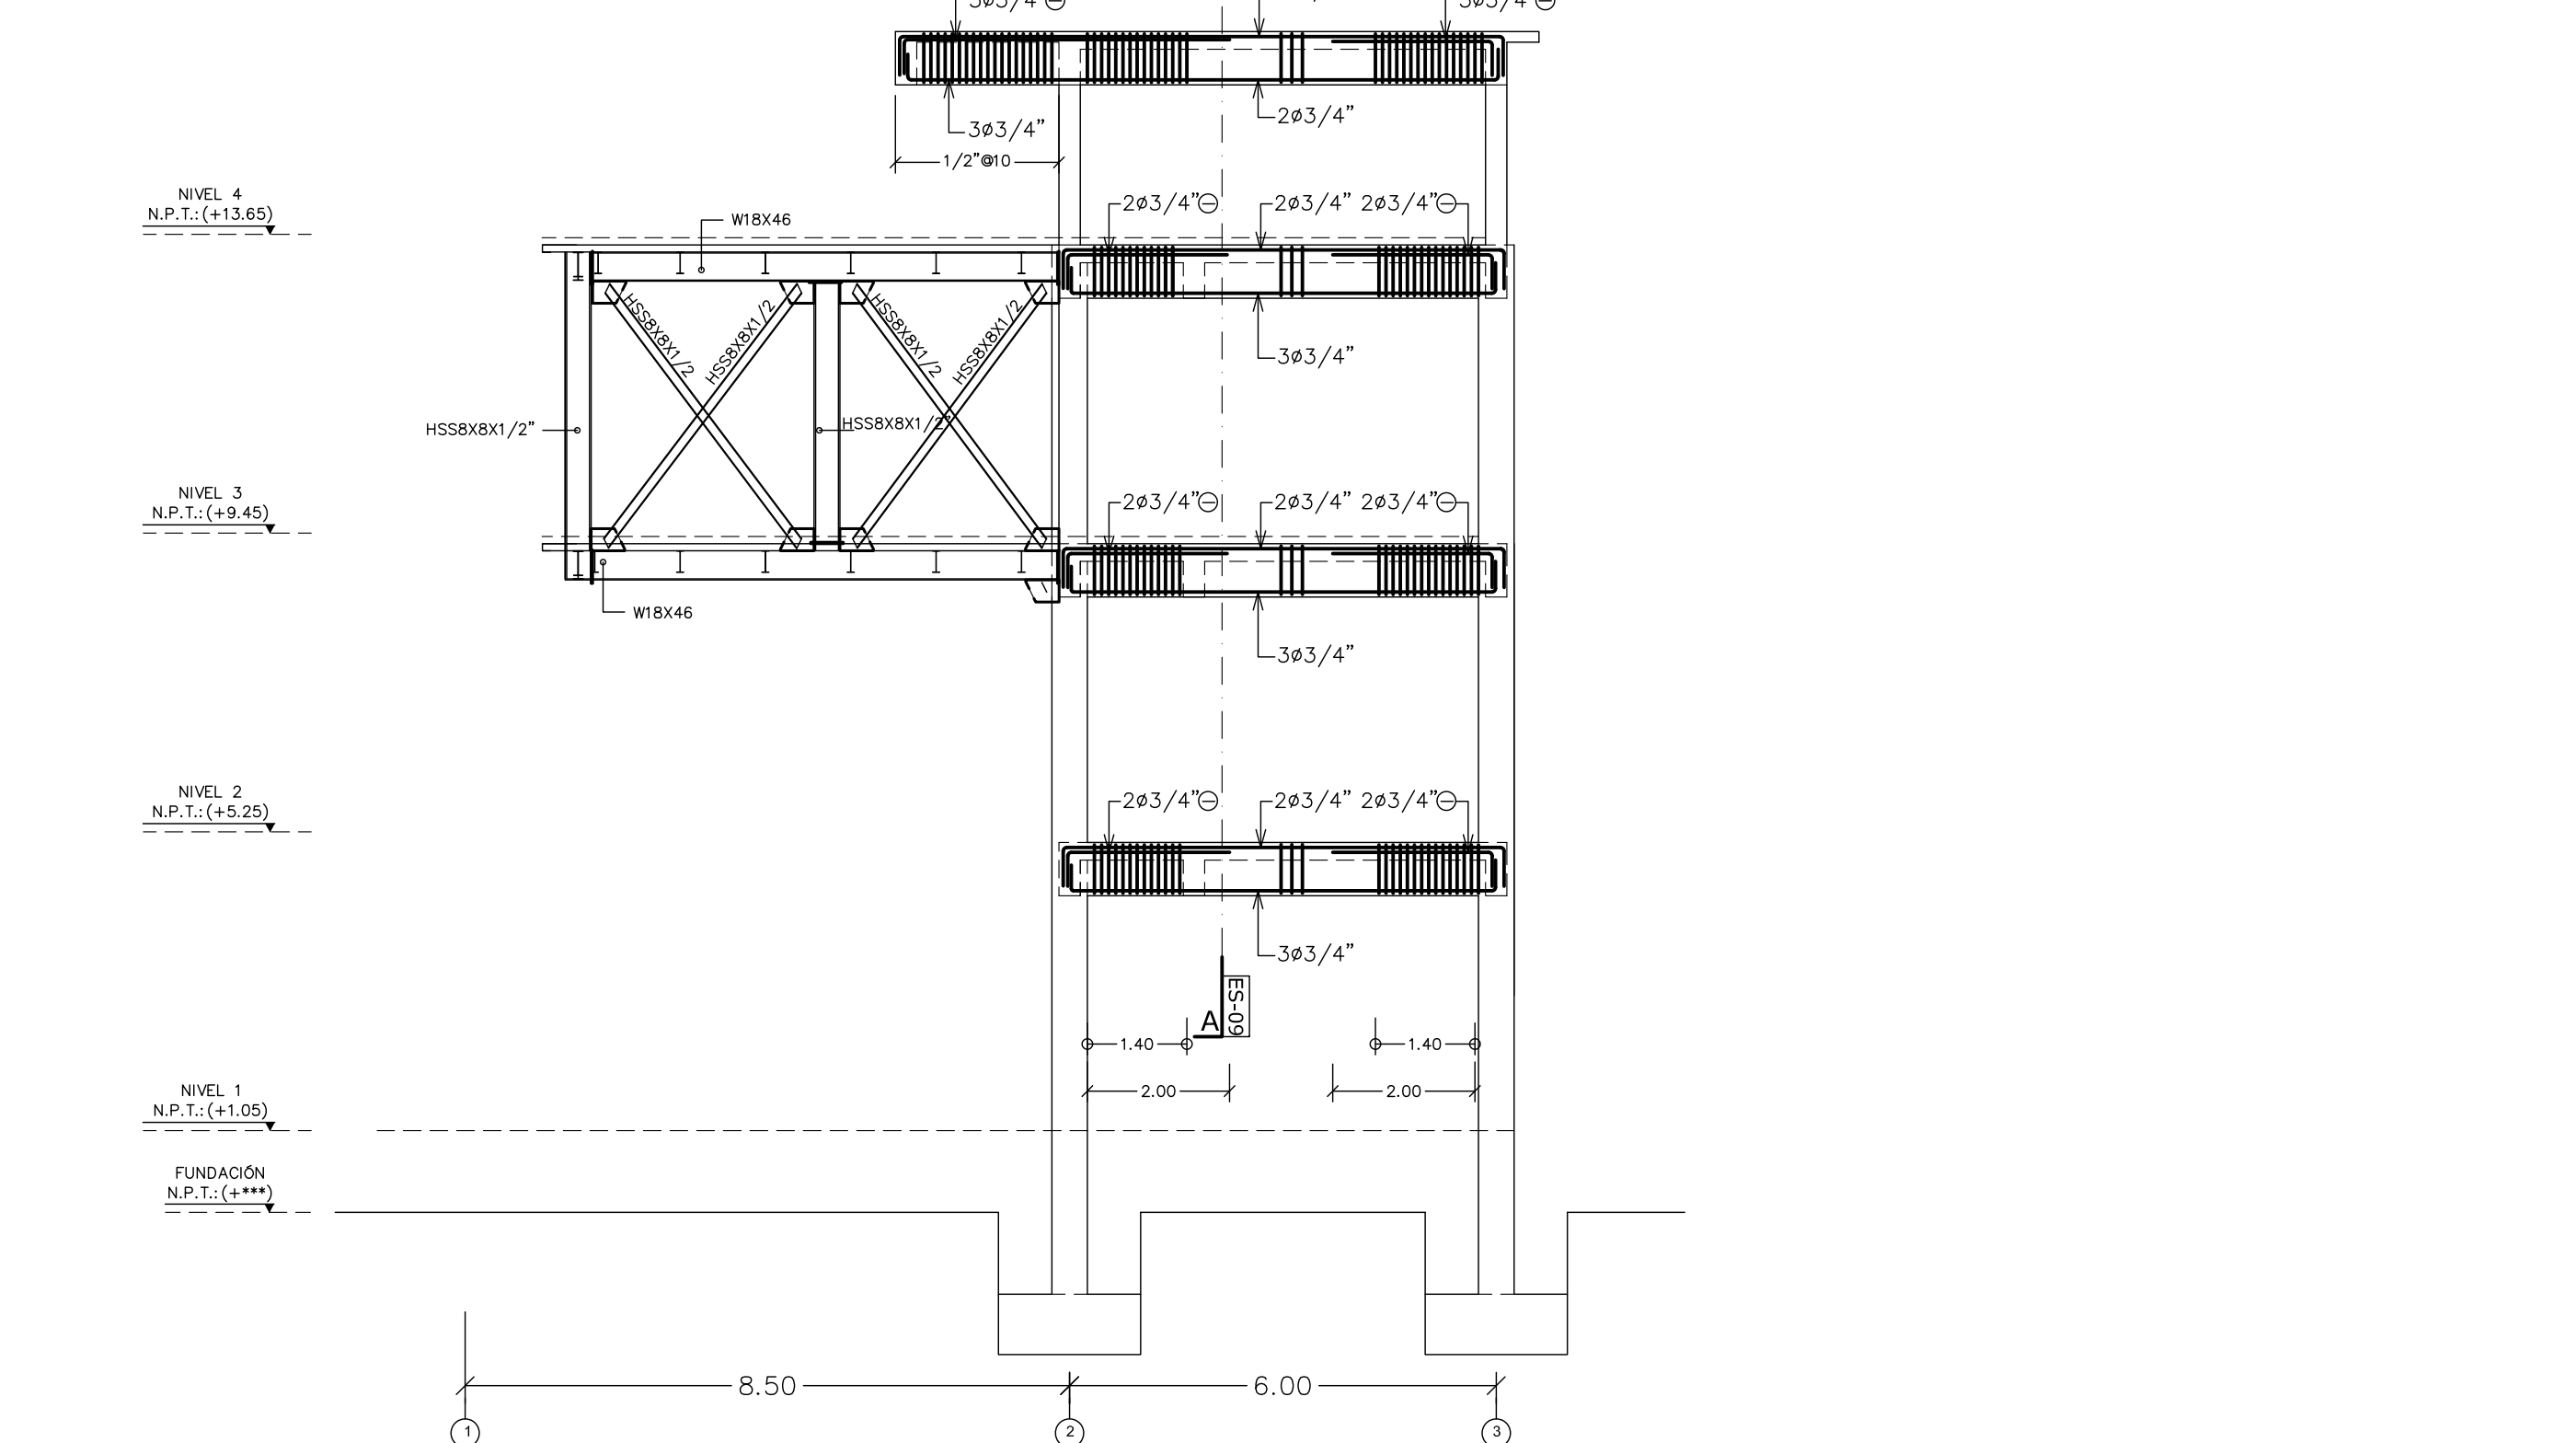 3ø3/4"
2ø3/4"
1/2"@10
NIVEL 4
N.P.T.:(+13.65)
W18X46
2ø3/4"
2ø3/4"
2ø3/4"
HSS8X8X1/2
HSS8X8X1/2
HSS8X8X1/2
HSS8X8X1/2
3ø3/4"
HSS8X8X1/2"
HSS8X8X1/2"
NIVEL 3
N.P.T.:(+9.45)
2ø3/4"
2ø3/4"
2ø3/4"
W18X46
3ø3/4"
NIVEL 2
N.P.T.:(+5.25)
2ø3/4"
2ø3/4"
2ø3/4"
3ø3/4"
ES-09
A
1.40
1.40
NIVEL 1
N.P.T.:(+1.05)
2.00
2.00
FUNDACIÓN
N.P.T.:(+***)
8.50
6.00
1
2
3